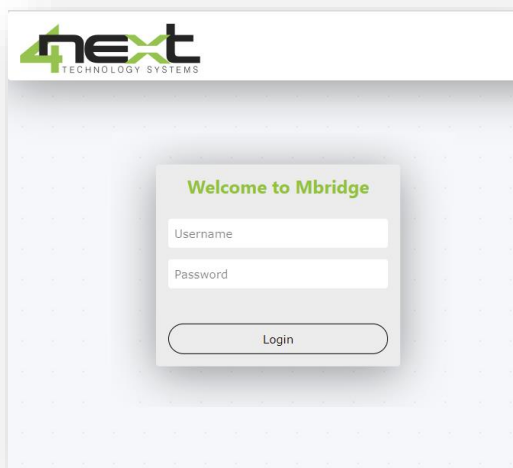 4next
TECHNOLOGY SYSTEMS
Welcome to Mbridge
Username
Password
Login